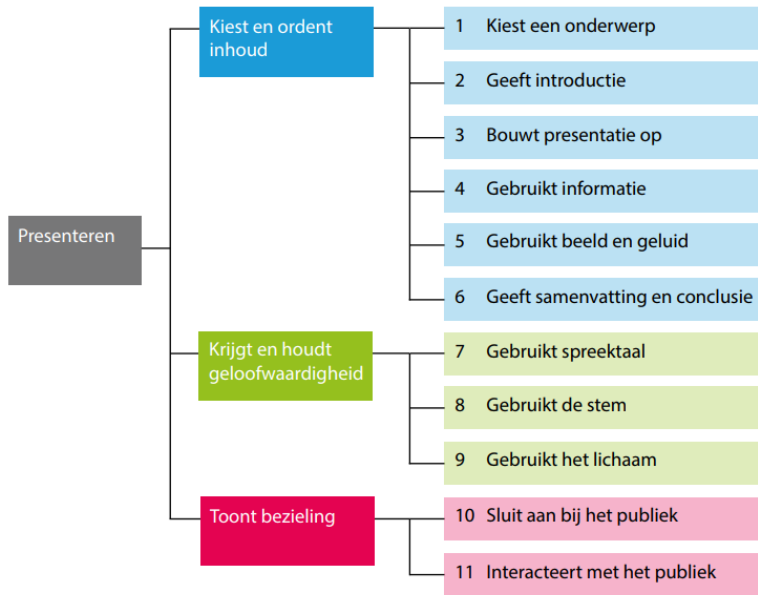 Presenteren
Kiest en ordent
inhoud
1 Kiest een onderwerp
2 Geeft introductie
3 Bouwt presentatie op
4 Gebruikt informatie
5 Gebruikt beeld en geluid
6 Geeft samenvatting en conclusie
Krijgt en houdt
geloofwaardigheid
7 Gebruikt spreektaal
8 Gebruikt de stem
9 Gebruikt het lichaam
Toont bezieling
10 Sluit aan bij het publiek
11 Interacteert met het publiek